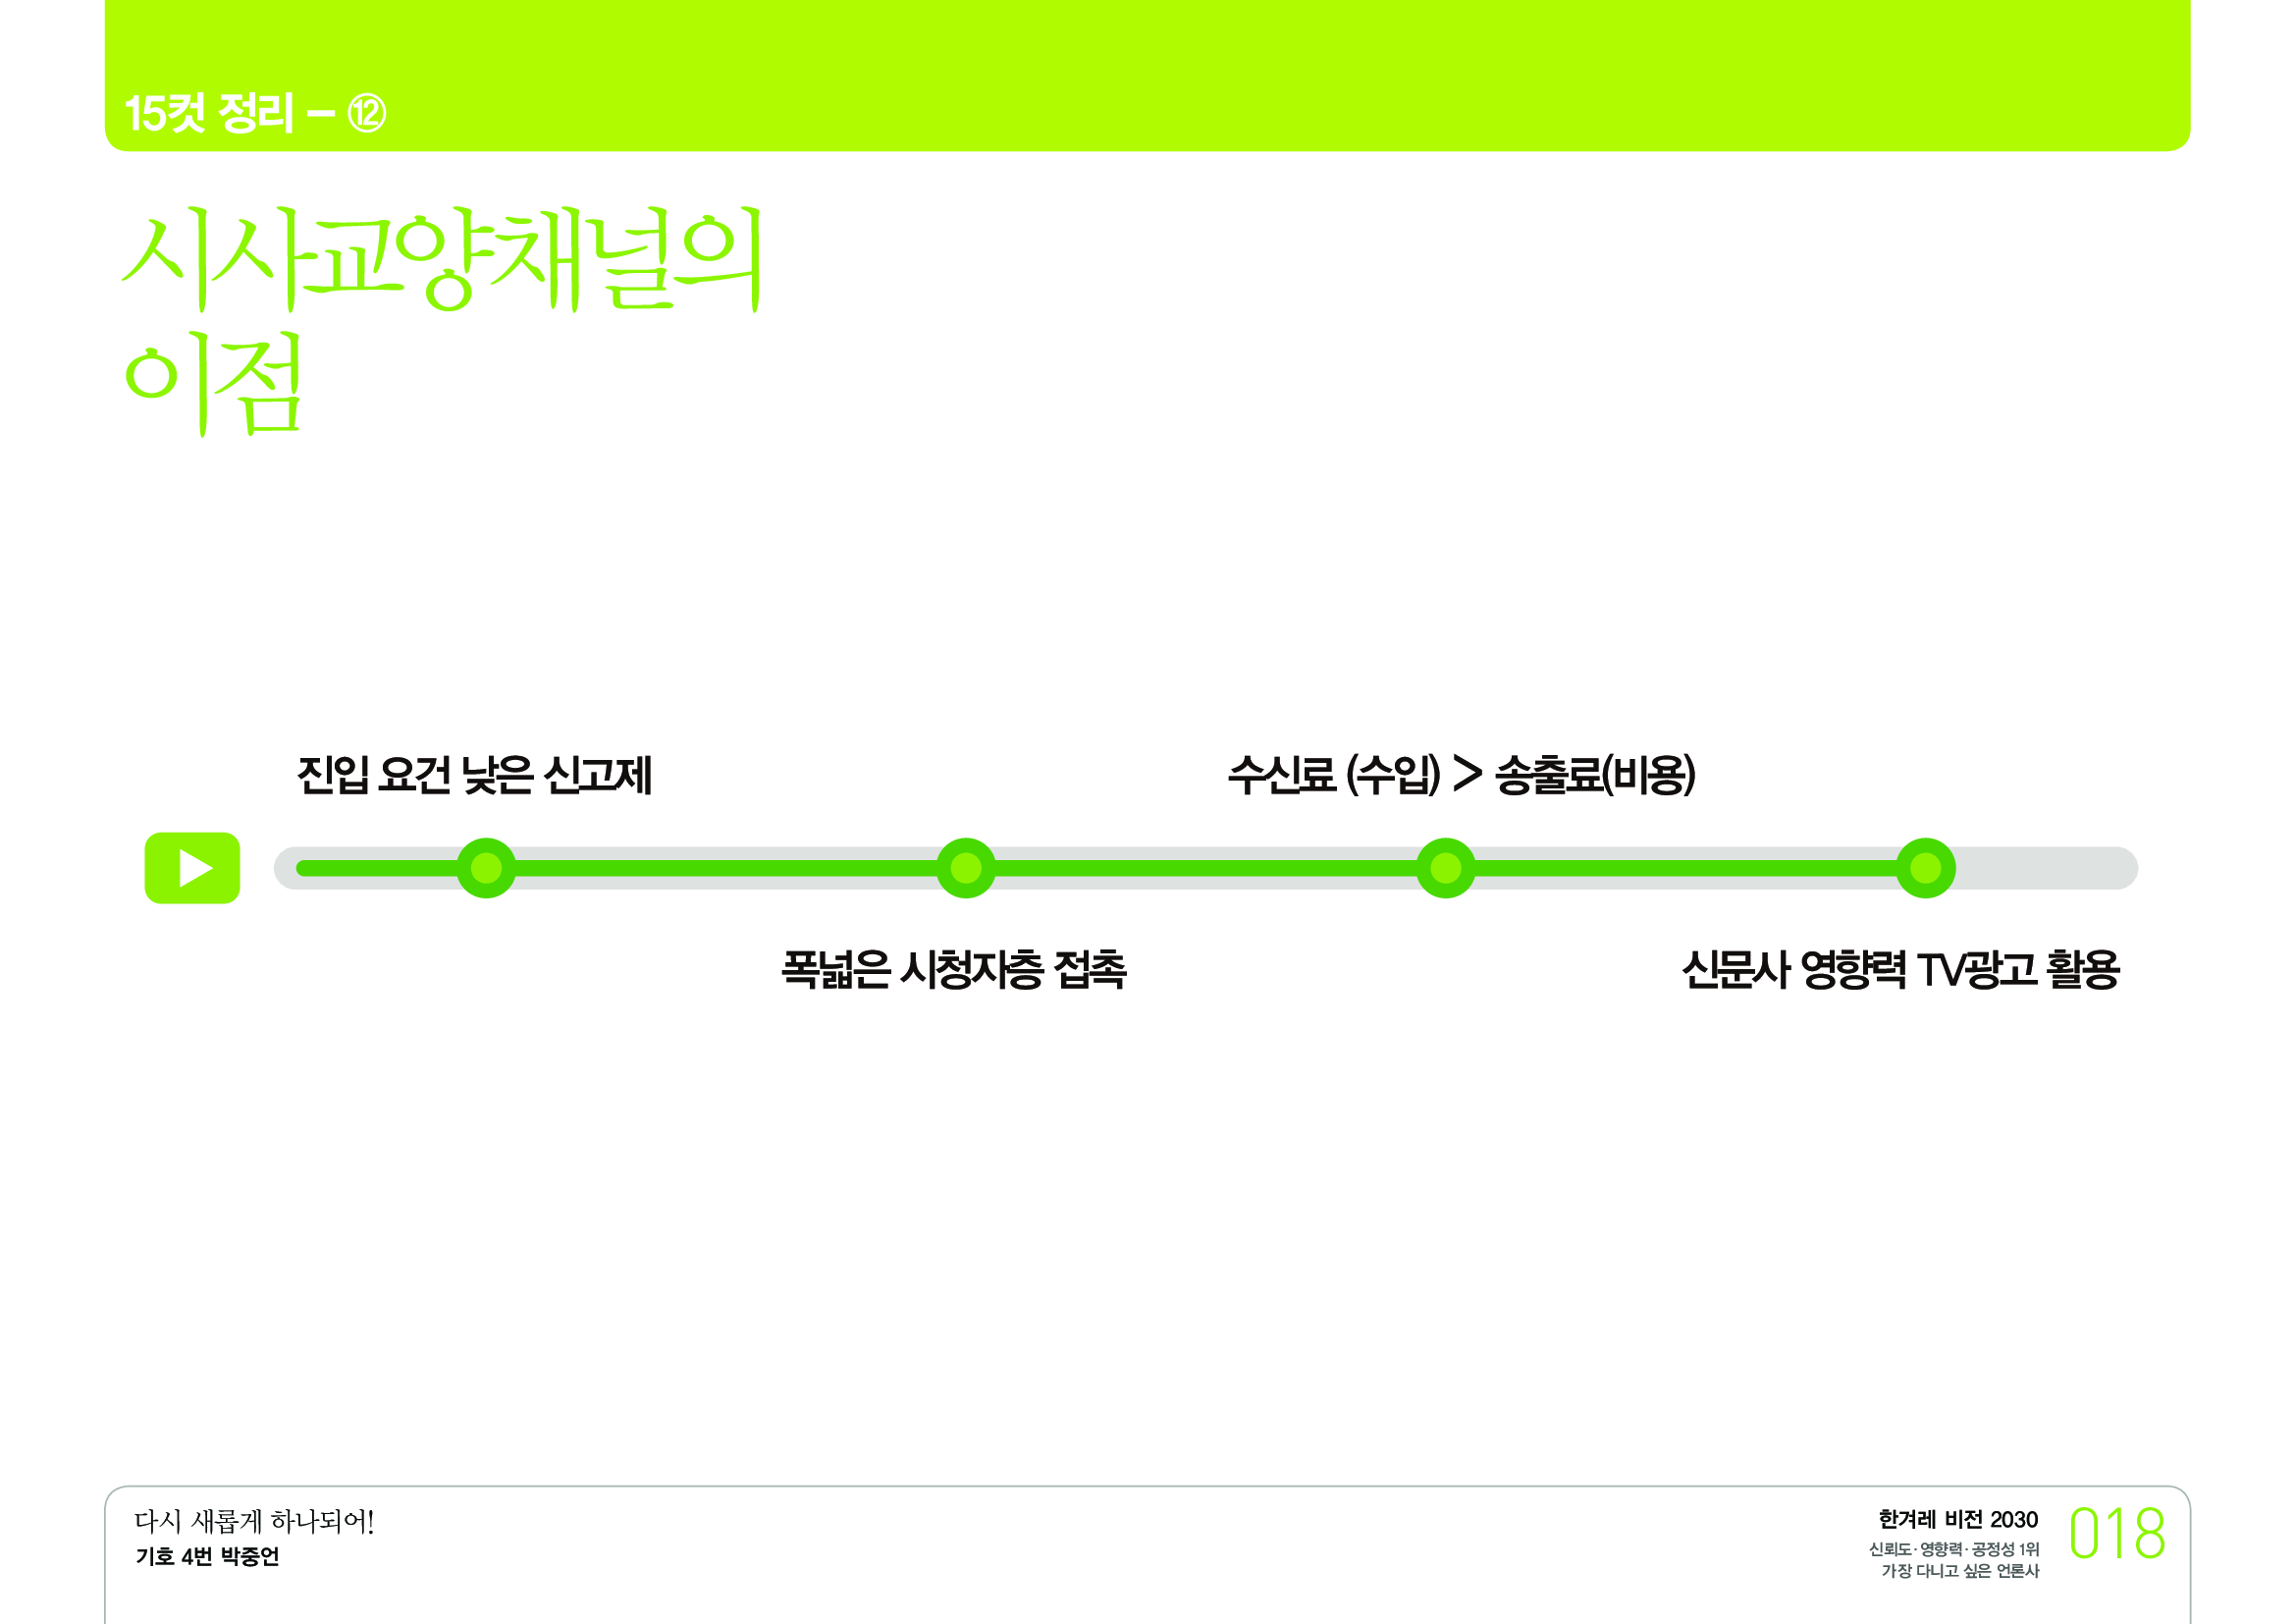 15컷 정리 – ⑫
시사교양채널의
이점
진입 요건 낮은 신고제
수신료 (수입) > 송출료(비용)
폭넓은 시청자층 접촉
신문사 영향력 TV광고 활용
다시 새롭게 하나되어!
기호 4번 박중언
한겨레 비전 2030
신뢰도·영향력·공정성 1위
가장 다니고 싶은 언론사
018